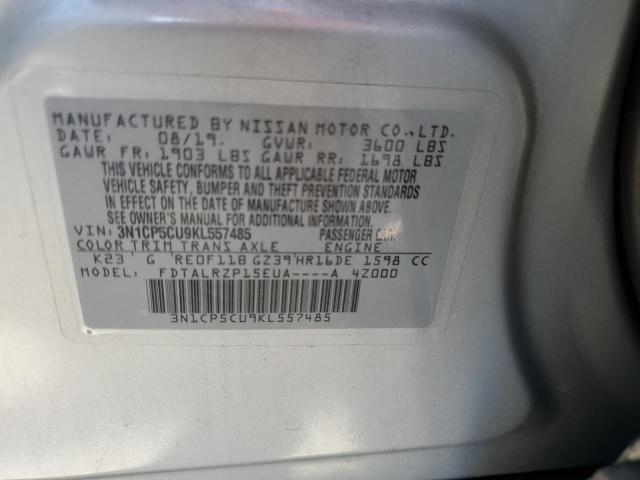 MANUFACTURED BY NISSAN MOTOR CO., LTD.
DATE: 08/19. GVWR: 3600 LBS
GAWR FR: 1903 LBS GAWR RR: 1698 LBS
THIS VEHICLE CONFORMS TO ALL APPLICABLE FEDERAL MOTOR
VEHICLE SAFETY, BUMPER AND THEFT PREVENTION STANDARDS
IN EFFECT ON THE DATE OF MANUFACTURE SHOWN ABOVE.
SEE OWNER'S MANUAL FOR ADDITIONAL INFORMATION.
VIN: 3N1CP5CU9KL557485 PASSENGER CAR
COLOR TRIM TRANS AXLE ENGINE
K23 G RE0F11B GZ39 HR16DE 1598 CC
MODEL: FDTALRZP15EUA----A 4Z000
3N1CP5CU9KL557485